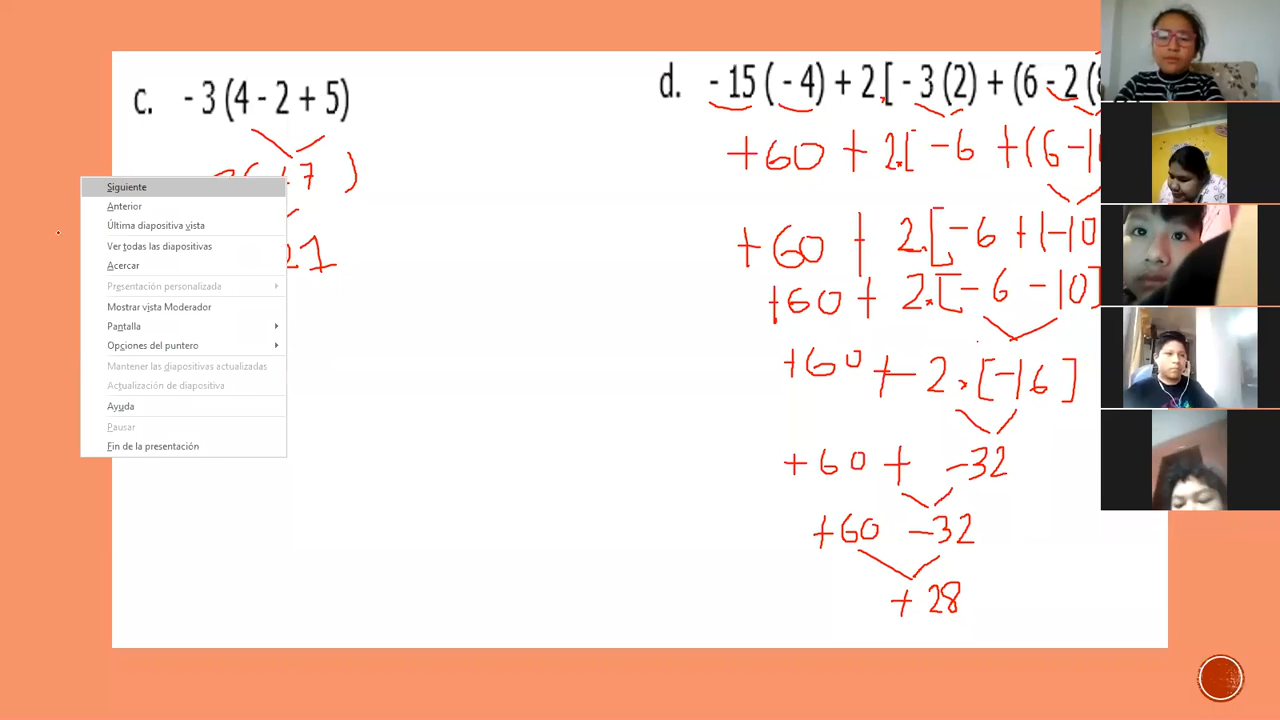 c. -3(4-2+5)
+7)
21
Siguiente
Anterior
Última diapositiva vista
Ver todas las diapositivas
Acercar
Presentación personalizada
Mostrar vista Moderador
Pantalla
Opciones del puntero
Mantener las diapositivas actualizadas
Actualización de diapositiva
Ayuda
Pausar
Fin de la presentación
d. -15(-4)+2[-3(2)+(6-2(8
+60+2.[-6+(6-1
+60+2.[-6+(-10
+60+2.[-6-10]
+60+2.[-16]
+60+ -32
+60 -32
+28